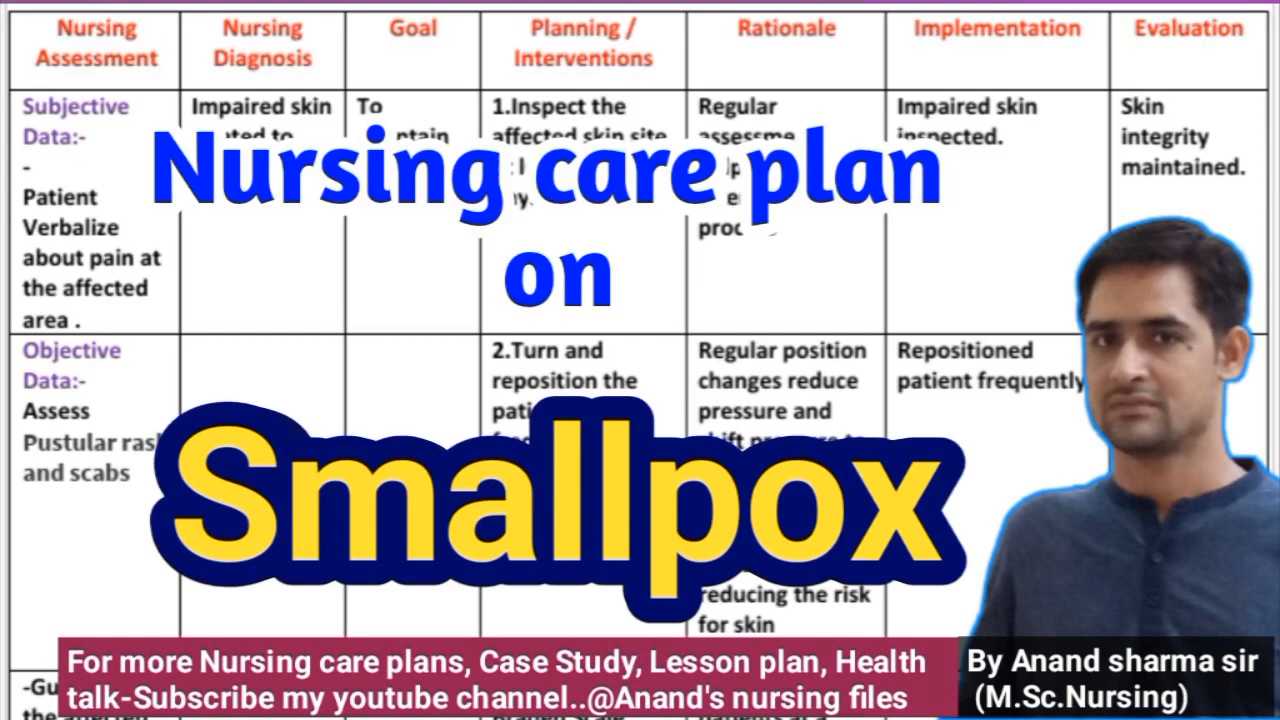 Nursing Assessment
Nursing Diagnosis
Goal
Planning / Interventions
Rationale
Implementation
Evaluation
Subjective
Data:-
-
Patient
Verbalize
about pain at
the affected
area .
Impaired skin
to
To
1.Inspect the
affected skin site
Regular
Impaired skin
inspected.
Skin
integrity
maintained.
Nursing care plan
on
Smallpox
Objective
Data:-
Assess
Pustular
and scabs
2.Turn and
reposition the
Regular position
changes reduce
pressure and
reducing the risk
for skin
Repositioned
patient frequently
For more Nursing care plans, Case Study, Lesson plan, Health
talk-Subscribe my youtube channel..@Anand's nursing files
By Anand sharma sir
(M.Sc.Nursing)